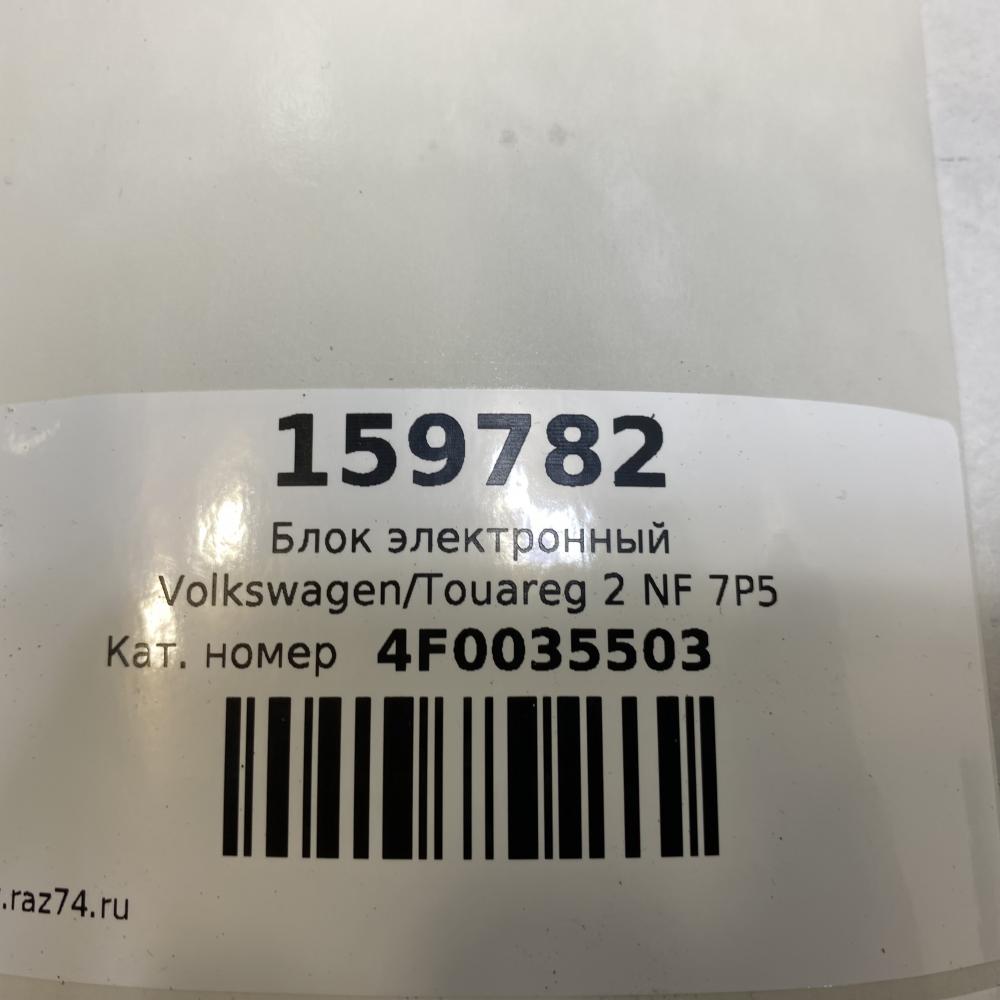 159782
Блок электронный
Volkswagen/Touareg 2 NF 7P5
Кат. номер 4F0035503
.raz74.ru